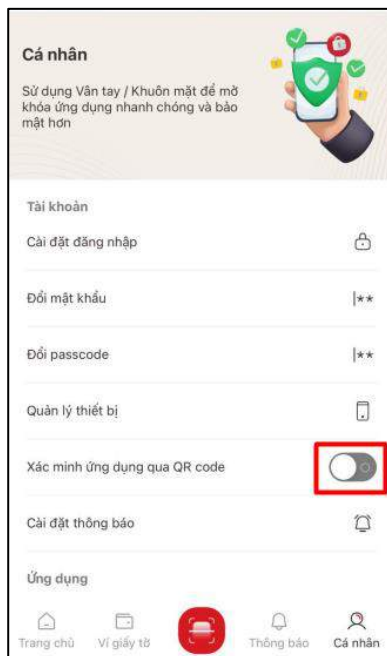 Cá nhân
Sử dụng Vân tay / Khuôn mặt để mở
khóa ứng dụng nhanh chóng và bảo
mật hơn
Tài khoản
Cài đặt đăng nhập
Đổi mật khẩu
|**
Đổi passcode
|**
Quản lý thiết bị
Xác minh ứng dụng qua QR code
Cài đặt thông báo
Ứng dụng
Trang chủ
Ví giấy tờ
Thông báo
Cá nhân